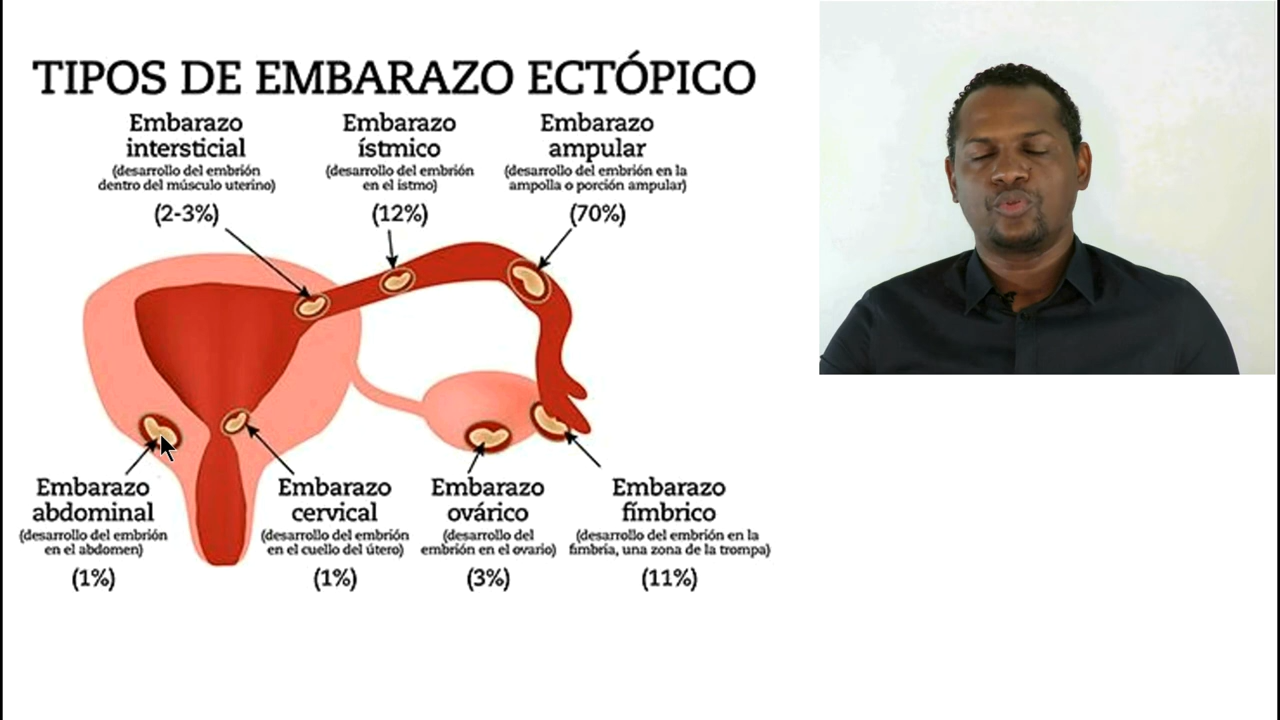 TIPOS DE EMBARAZO ECTÓPICO
Embarazo
intersticial
(desarrollo del embrión
dentro del músculo uterino)
(2-3%)
Embarazo
ístmico
(desarrollo del embrión
en el istmo)
(12%)
Embarazo
ampular
(desarrollo del embrión en la
ampolla o porción ampular)
(70%)
Embarazo
abdominal
(desarrollo del embrión
en el abdomen)
(1%)
Embarazo
cervical
(desarrollo del embrión
en el cuello del útero)
(1%)
Embarazo
ovárico
(desarrollo del
embrión en el ovario)
(3%)
Embarazo
fímbrico
(desarrollo del embrión en la
fimbria, una zona de la trompa)
(11%)